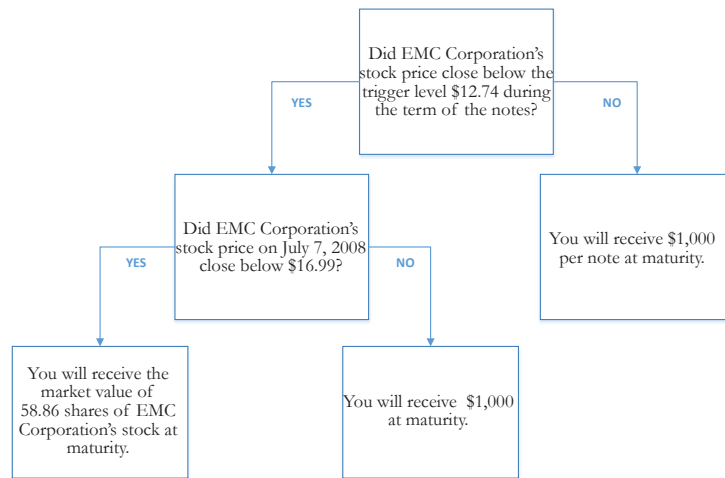 Did EMC Corporation's
stock price close below the
trigger level $12.74 during
the term of the notes?
YES
NO
Did EMC Corporation's
stock price on July 7, 2008
close below $16.99?
You will receive $1,000
per note at maturity.
YES
NO
You will receive the
market value of
58.86 shares of EMC
Corporation's stock at
maturity.
You will receive $1,000
at maturity.